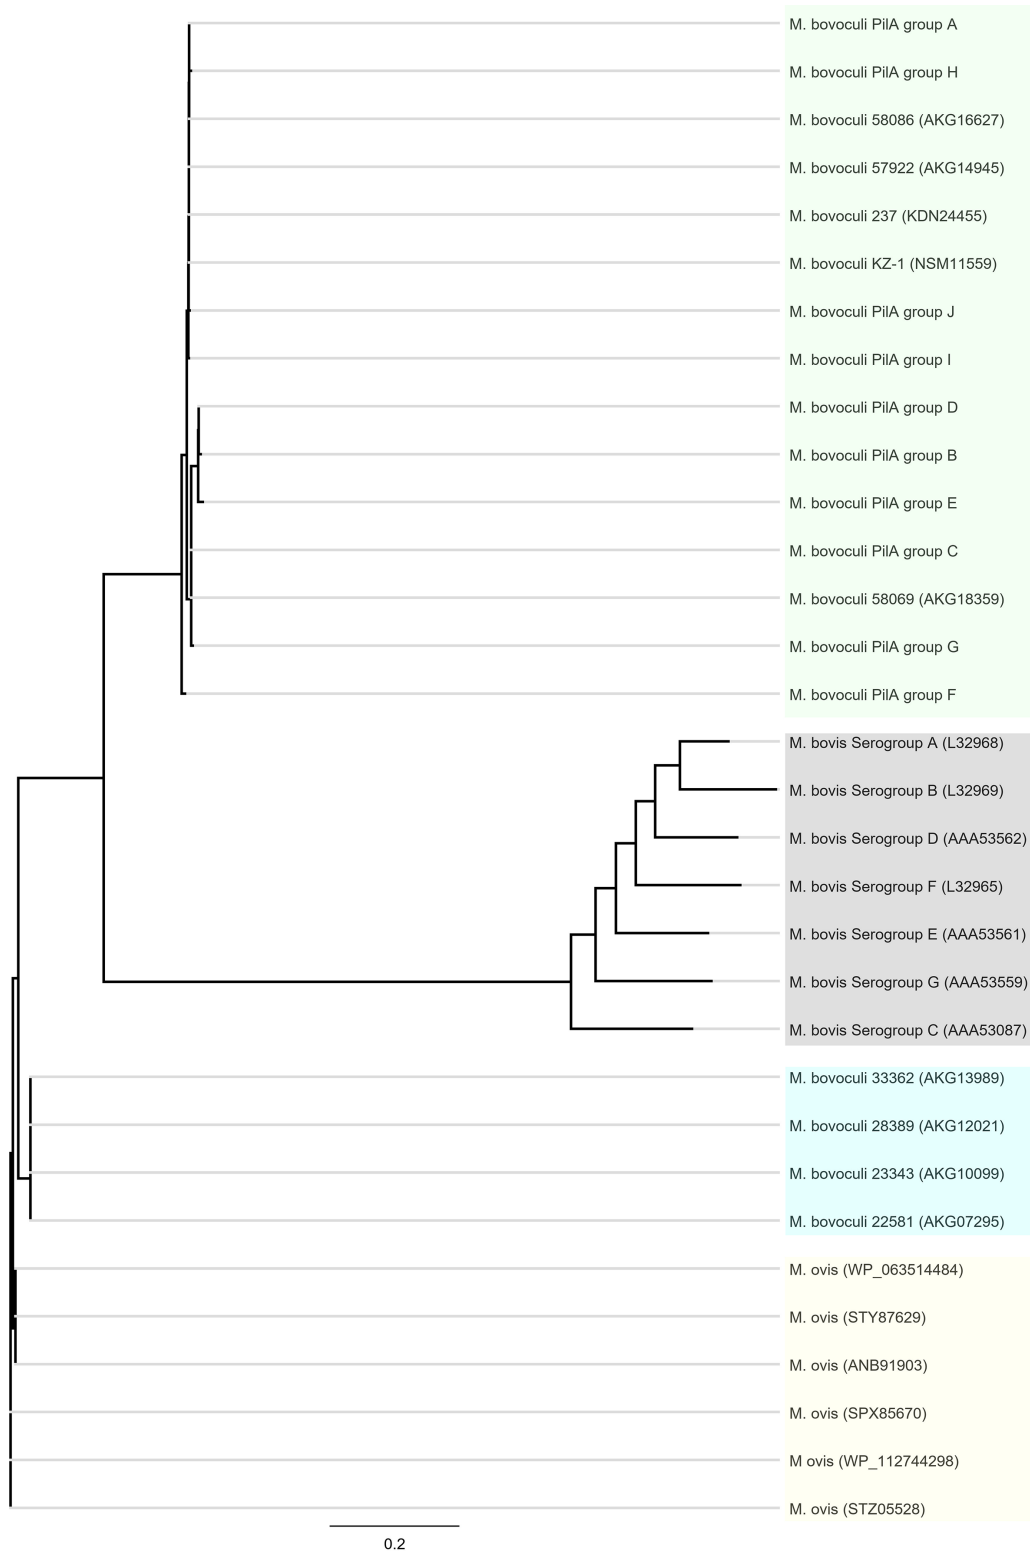 M. bovoculi PilA group A
M. bovoculi PilA group H
M. bovoculi 58086 (AKG16627)
M. bovoculi 57922 (AKG14945)
M. bovoculi 237 (KDN24455)
M. bovoculi KZ-1 (NSM11559)
M. bovoculi PilA group J
M. bovoculi PilA group I
M. bovoculi PilA group D
M. bovoculi PilA group B
M. bovoculi PilA group E
M. bovoculi PilA group C
M. bovoculi 58069 (AKG18359)
M. bovoculi PilA group G
M. bovoculi PilA group F
M. bovis Serogroup A (L32968)
M. bovis Serogroup B (L32969)
M. bovis Serogroup D (AAA53562)
M. bovis Serogroup F (L32965)
M. bovis Serogroup E (AAA53561)
M. bovis Serogroup G (AAA53559)
M. bovis Serogroup C (AAA53087)
M. bovoculi 33362 (AKG13989)
M. bovoculi 28389 (AKG12021)
M. bovoculi 23343 (AKG10099)
M. bovoculi 22581 (AKG07295)
M. ovis (WP_063514484)
M. ovis (STY87629)
M. ovis (ANB91903)
M. ovis (SPX85670)
M ovis (WP_112744298)
M. ovis (STZ05528)
0.2